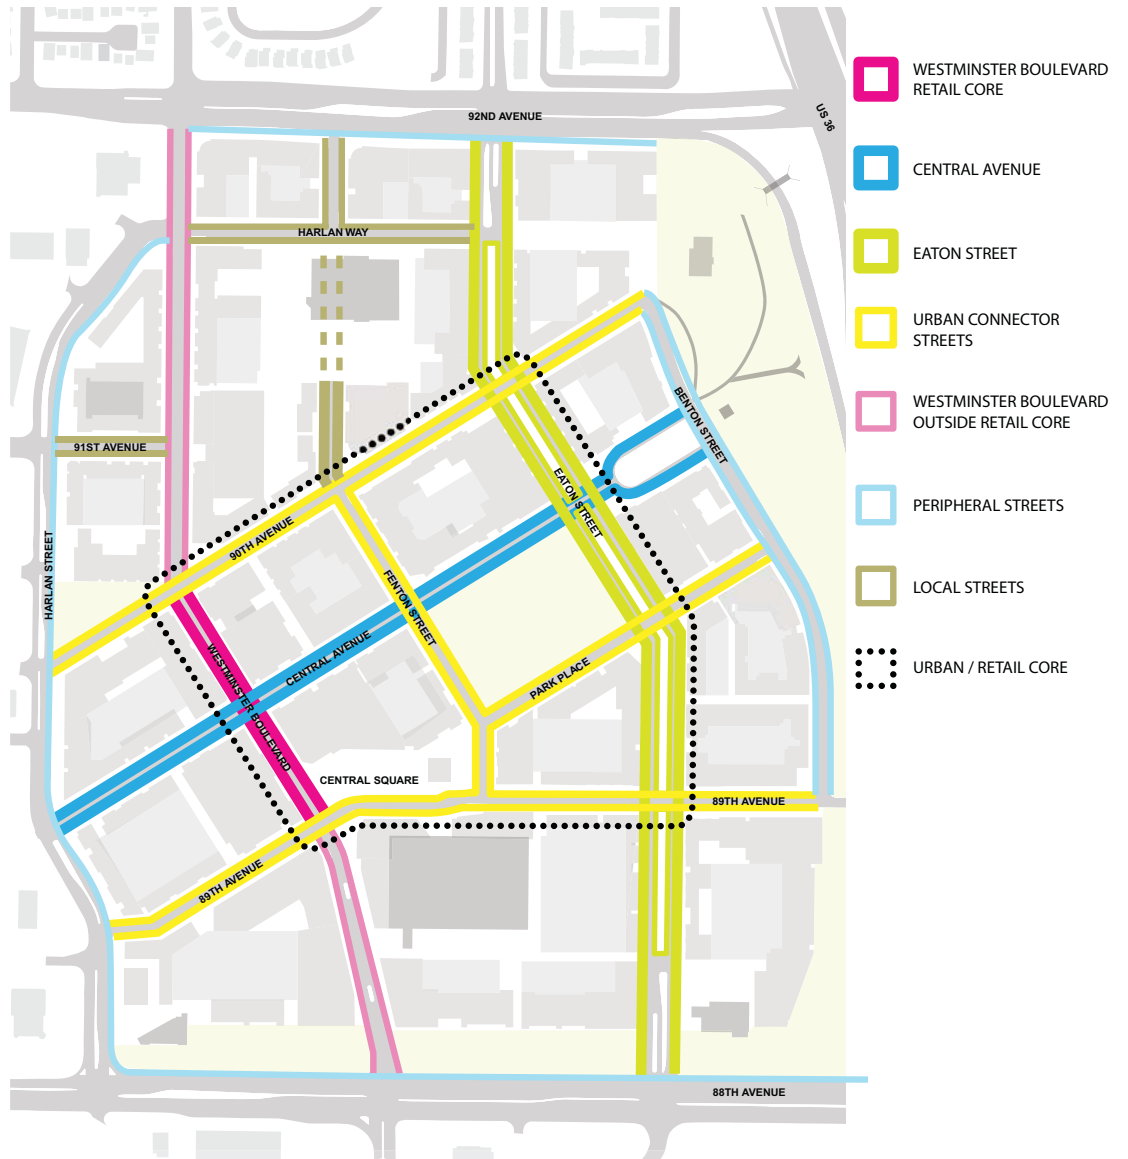 92ND AVENUE
US 36
HARLAN WAY
91ST AVENUE
BENTON STREET
EATON STREET
90TH AVENUE
HARLAN STREET
FENTON STREET
CENTRAL AVENUE
WESTMINSTER BOULEVARD
PARK PLACE
CENTRAL SQUARE
89TH AVENUE
89TH AVENUE
88TH AVENUE
WESTMINSTER BOULEVARD
RETAIL CORE
CENTRAL AVENUE
EATON STREET
URBAN CONNECTOR
STREETS
WESTMINSTER BOULEVARD
OUTSIDE RETAIL CORE
PERIPHERAL STREETS
LOCAL STREETS
URBAN / RETAIL CORE